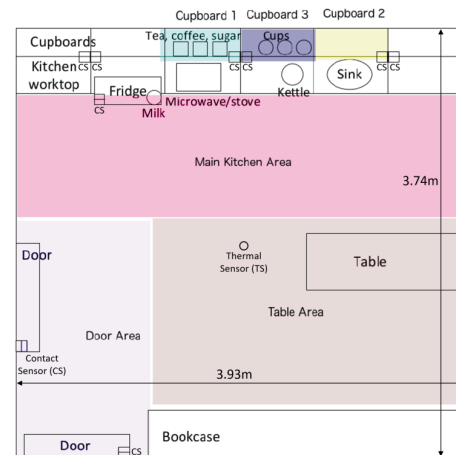 Cupboard 1 Cupboard 3 Cupboard 2
Cupboards
Tea, coffee, sugar
Cups
CS CS
CS CS
CS CS
Kitchen
worktop
Fridge
Microwave/stove
Kettle
Sink
CS
Milk
Main Kitchen Area
3.74m
Door
Thermal
Sensor (TS)
Table
Table Area
Door Area
Contact
Sensor (CS)
3.93m
Door
CS
Bookcase